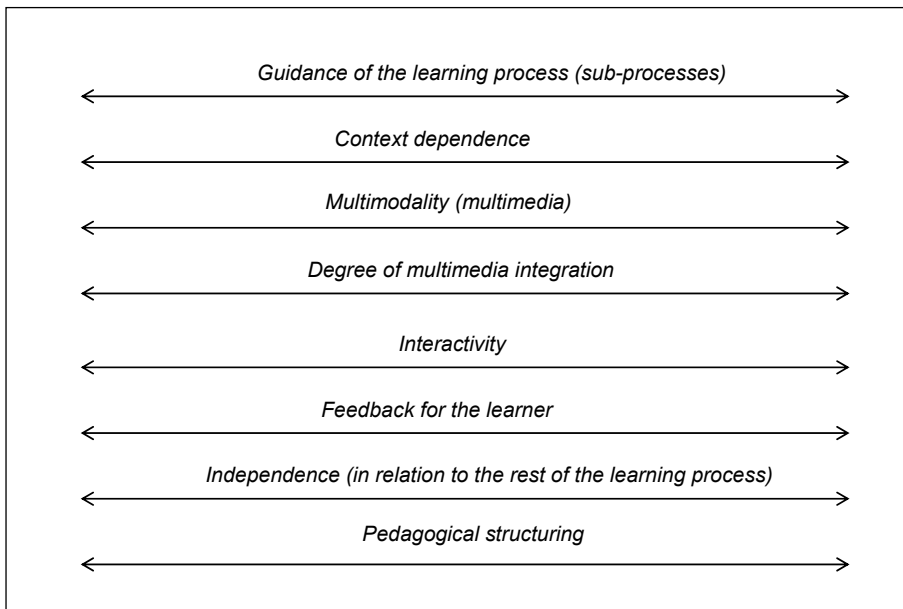 Guidance of the learning process (sub-processes)
Context dependence
Multimodality (multimedia)
Degree of multimedia integration
Interactivity
Feedback for the learner
Independence (in relation to the rest of the learning process)
Pedagogical structuring